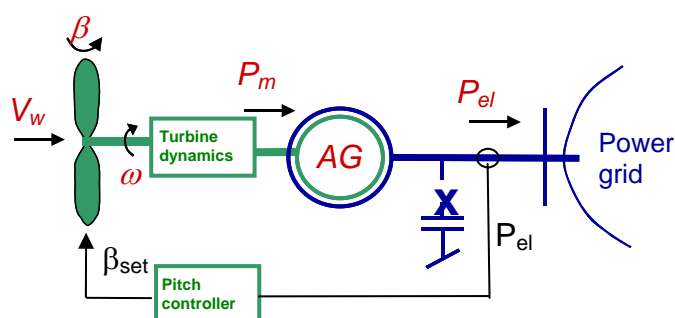 β
P_m
P_el
V_w
Turbine
dynamics
AG
Power
grid
ω
P_el
β_set
Pitch
controller